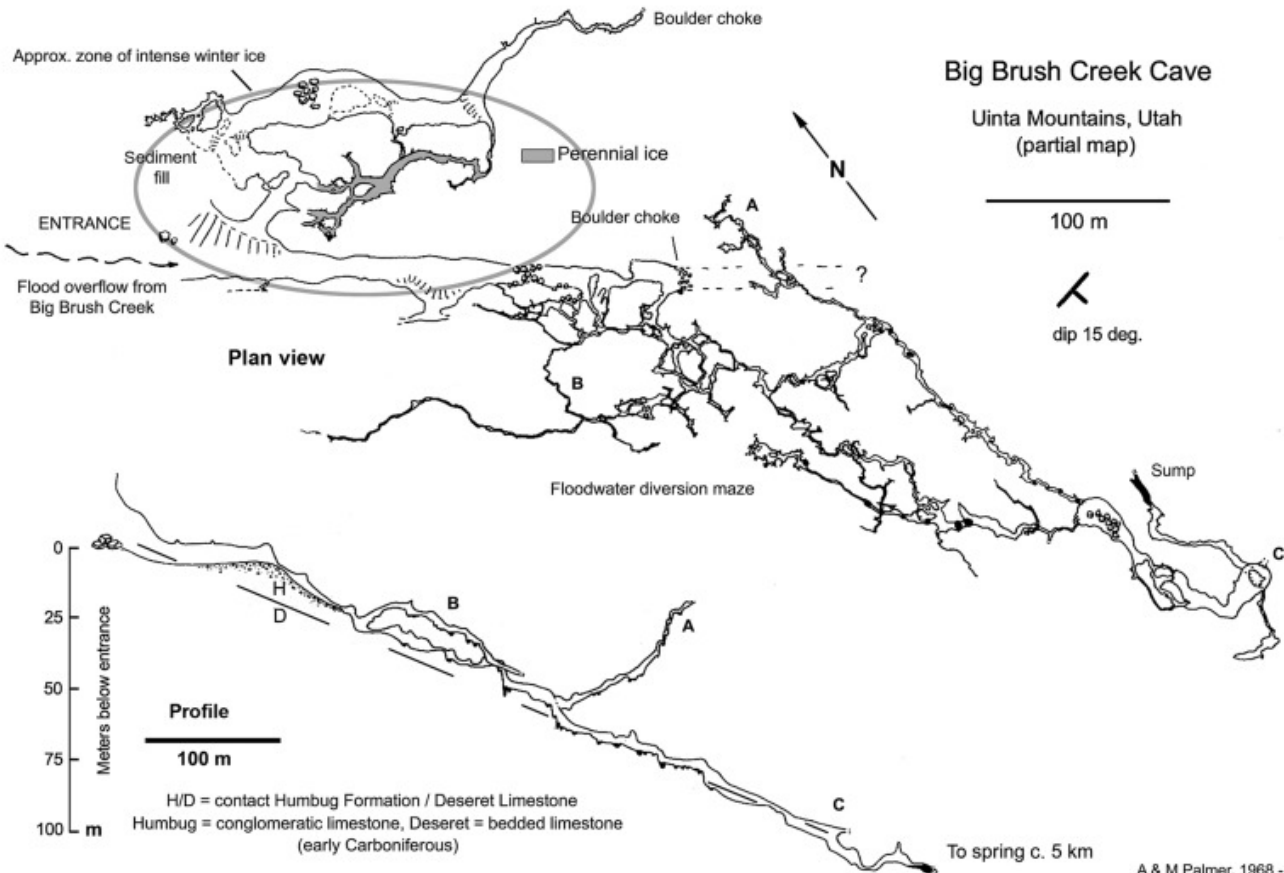 Boulder choke
Approx. zone of intense winter ice
Big Brush Creek Cave
Uinta Mountains, Utah
(partial map)
100 m
N
Sediment
fill
Perennial ice
ENTRANCE
Boulder choke
A
Flood overflow from
Big Brush Creek
?
dip 15 deg.
Plan view
B
Floodwater diversion maze
Sump
C
0
25
50
75
100 m
Meters below entrance
H
D
B
A
C
Profile
100 m
H/D = contact Humbug Formation / Deseret Limestone
Humbug = conglomeratic limestone, Deseret = bedded limestone
(early Carboniferous)
To spring c. 5 km
A & M Palmer, 1968 -